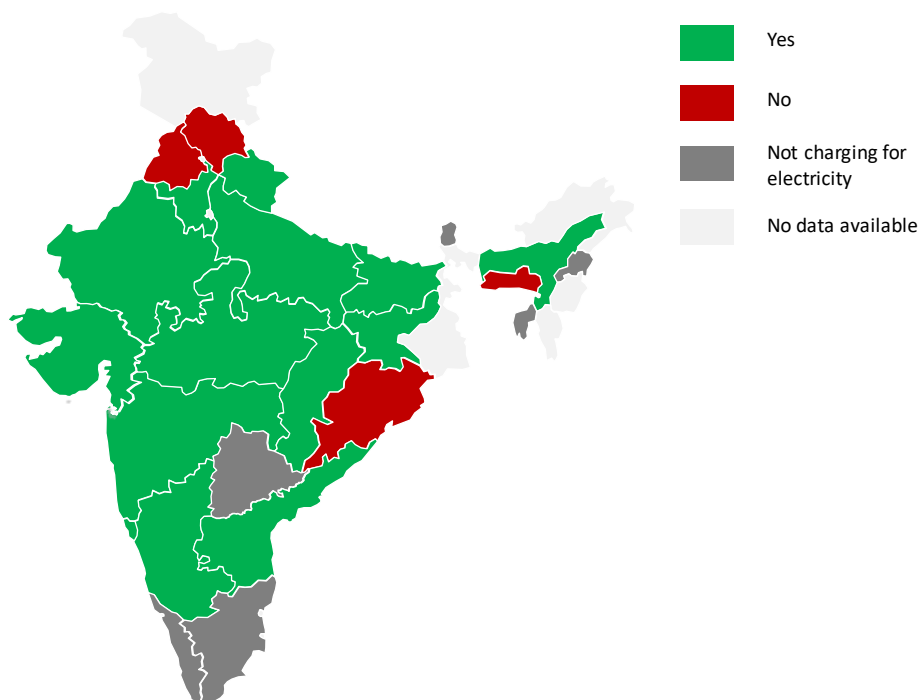 Yes
No
Not charging for
electricity
No data available